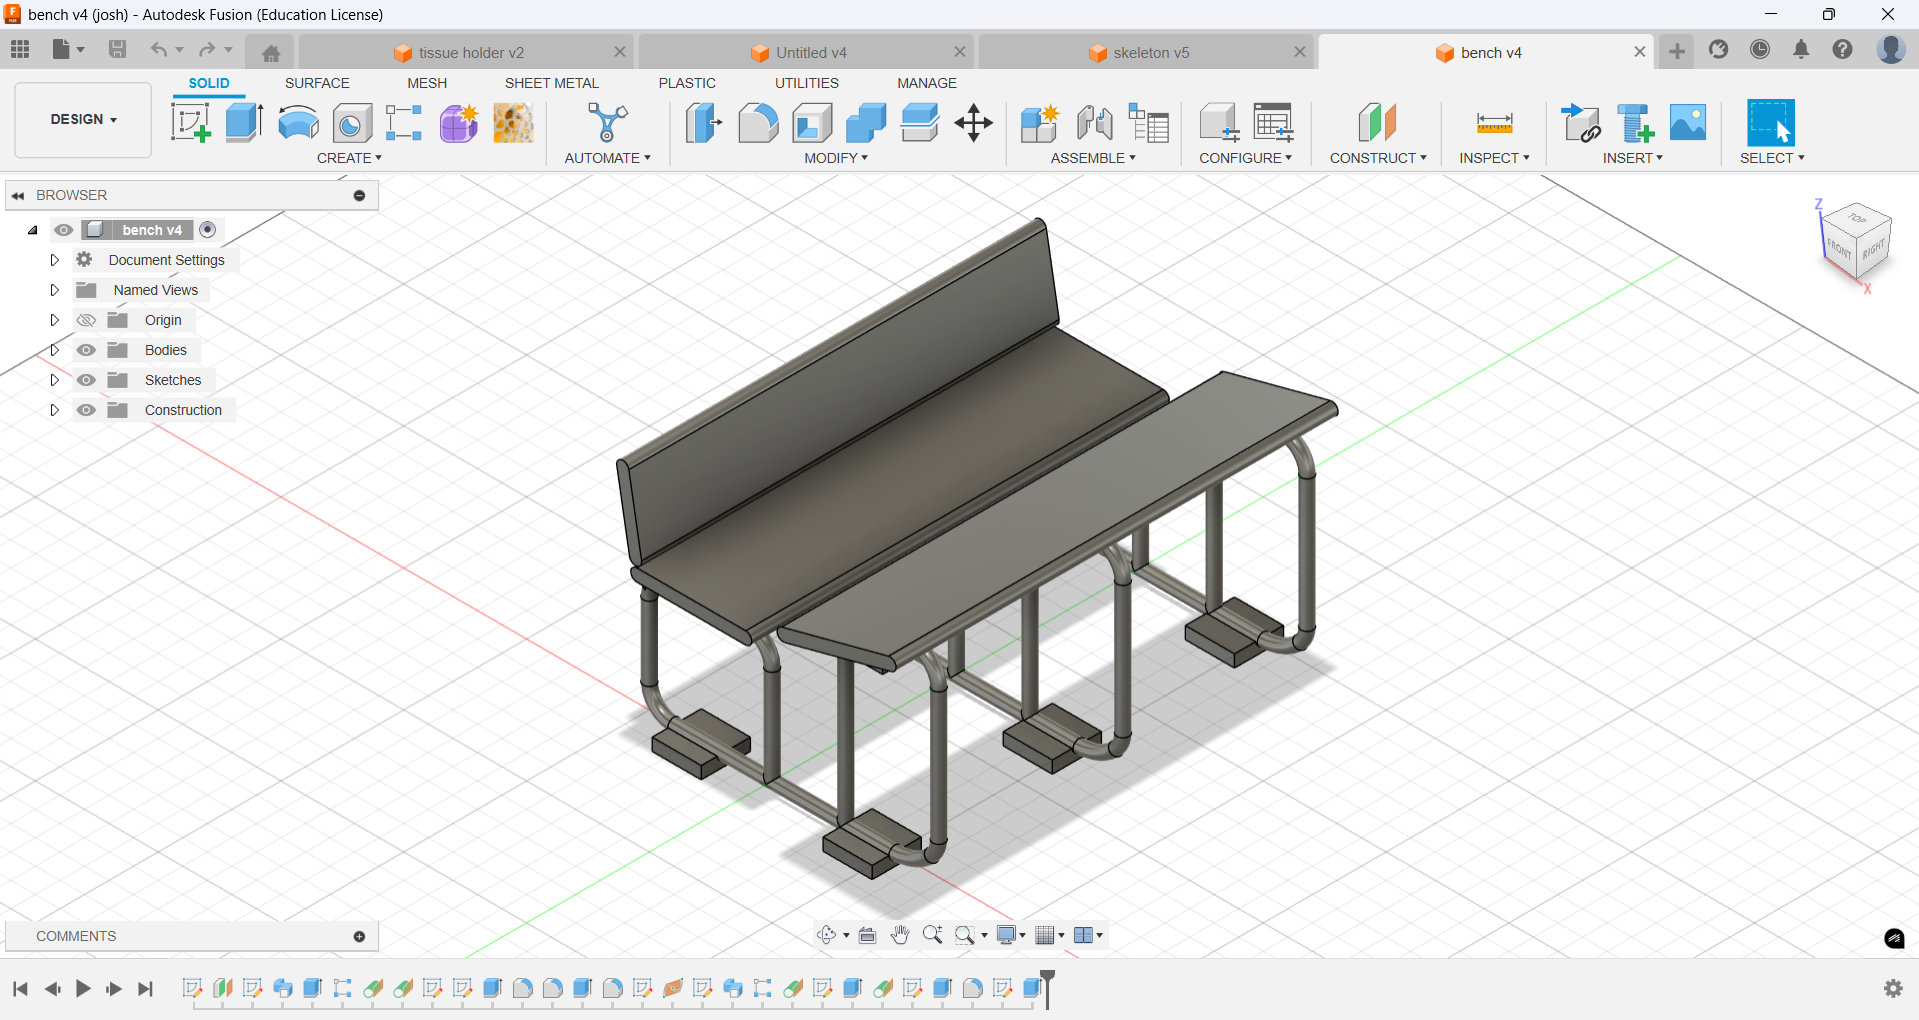 bench v4 (josh) - Autodesk Fusion (Education License)
tissue holder v2
Untitled v4
skeleton v5
bench v4
SOLID SURFACE MESH SHEET METAL PLASTIC UTILITIES MANAGE
DESIGN
CREATE AUTOMATE MODIFY ASSEMBLE CONFIGURE CONSTRUCT INSPECT INSERT SELECT
BROWSER
bench v4
Document Settings
Named Views
Origin
Bodies
Sketches
Construction
Z
TOP
FRONT RIGHT
X
COMMENTS